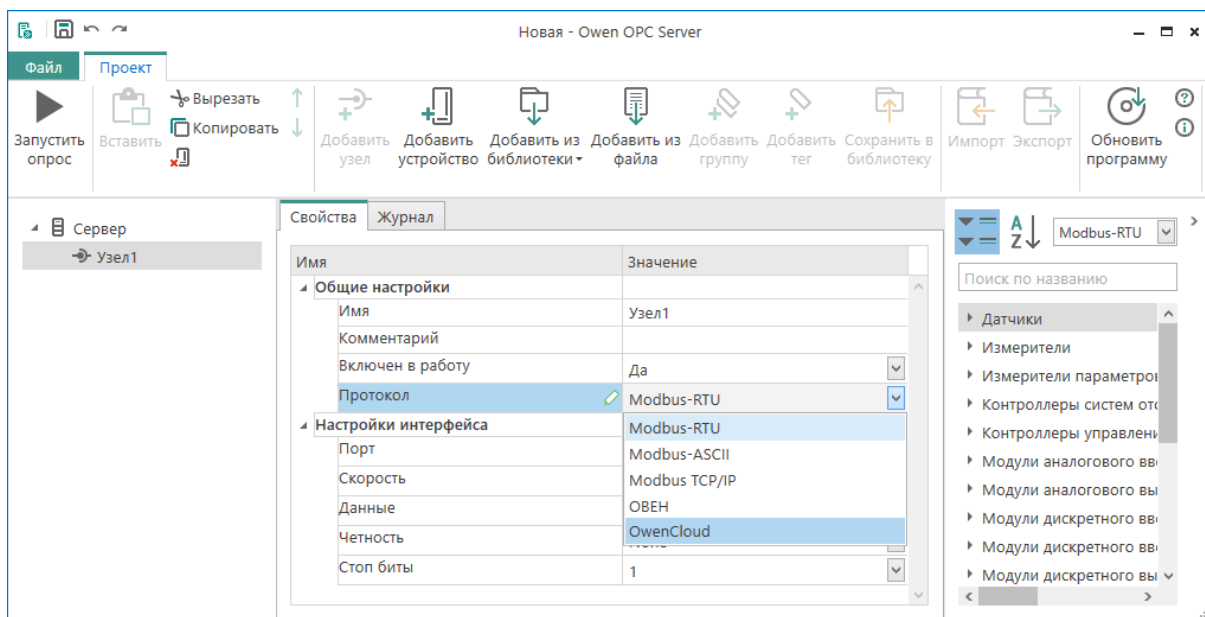 Новая - Owen OPC Server
Файл Проект
Запустить опрос
Вставить
Вырезать
Копировать
Добавить узел
Добавить устройство
Добавить из библиотеки
Добавить из файла
Добавить группу
Добавить тег
Сохранить в библиотеку
Импорт
Экспорт
Обновить программу
Сервер
Узел1
Свойства Журнал
Имя Значение
Общие настройки
Имя Узел1
Комментарий
Включен в работу Да
Протокол Modbus-RTU
Настройки интерфейса
Порт
Скорость
Данные
Четность
Стоп биты 1
Modbus-RTU
Modbus-ASCII
Modbus TCP/IP
ОВЕН
OwenCloud
A
Z
Modbus-RTU
Поиск по названию
Датчики
Измерители
Измерители параметров
Контроллеры систем ото
Контроллеры управлени
Модули аналогового вв
Модули аналогового вы
Модули дискретного вв
Модули дискретного вв
Модули дискретного вы